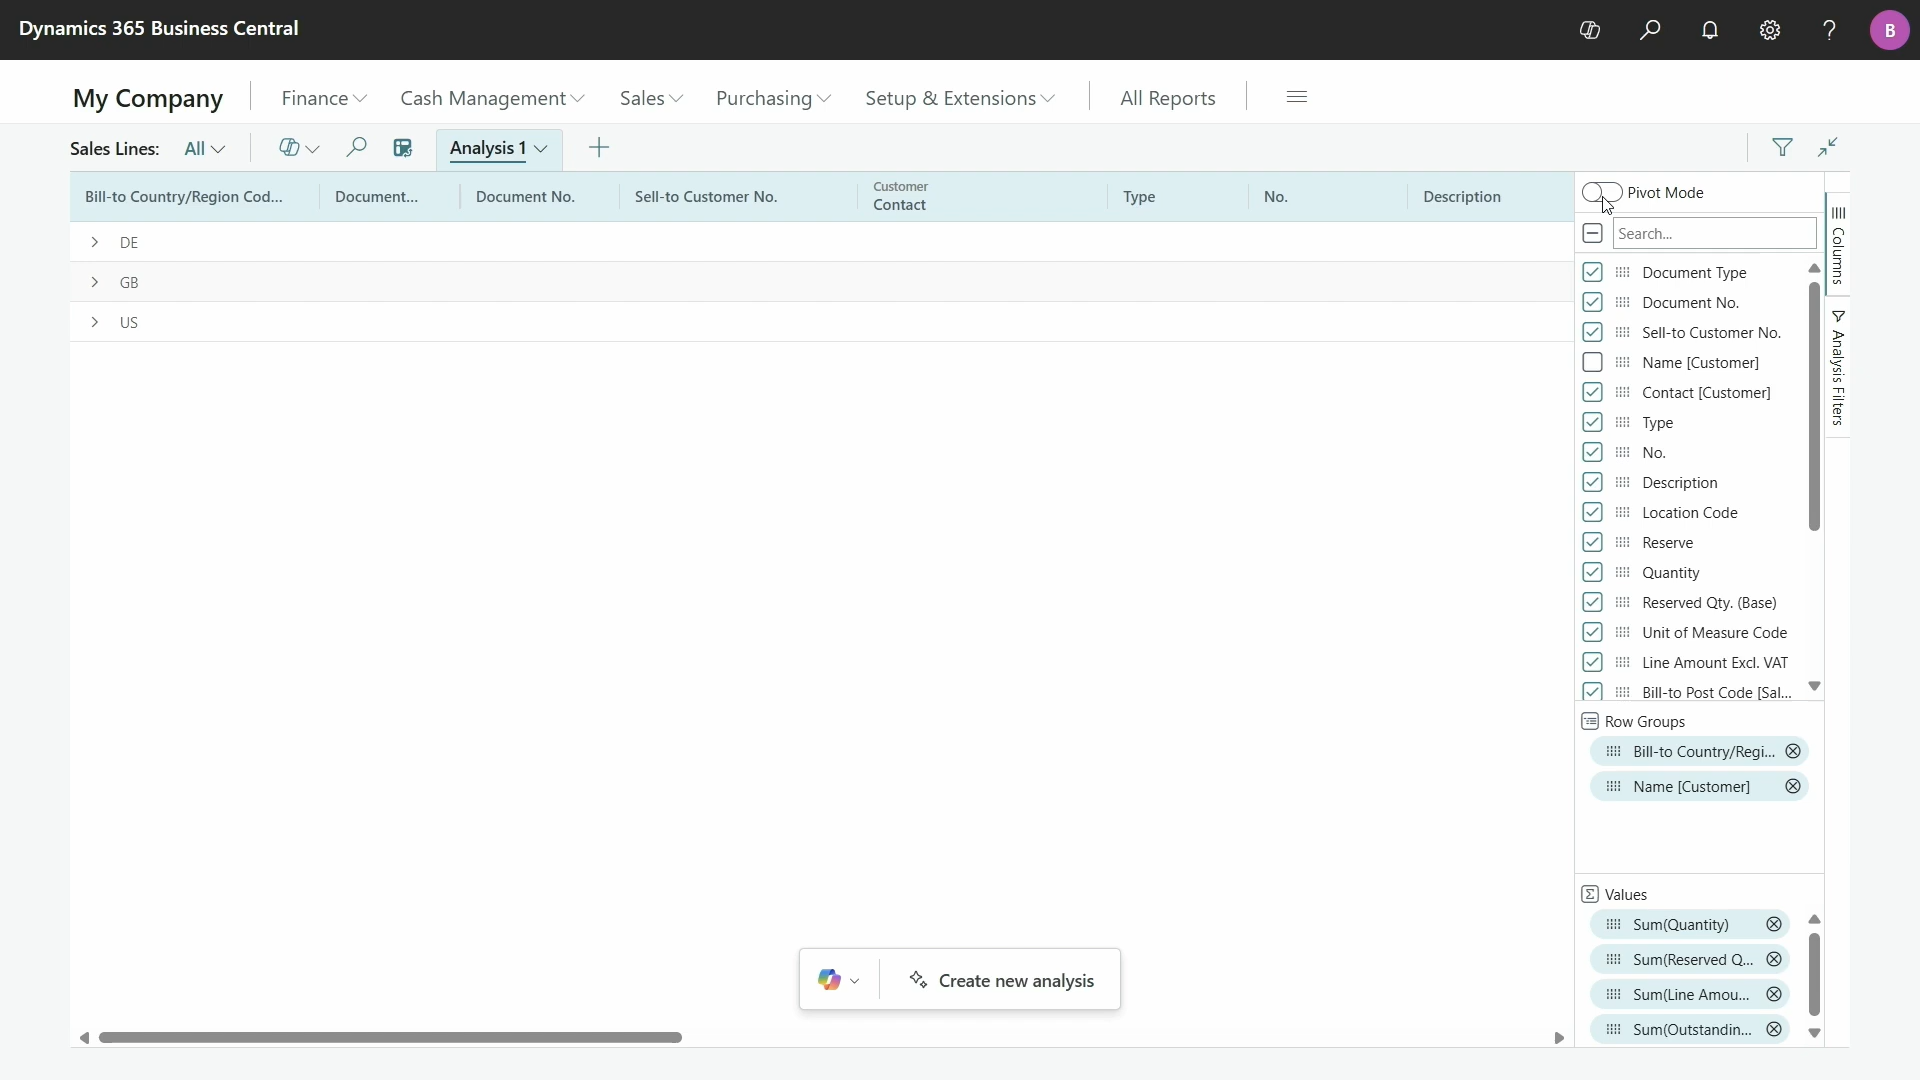 Dynamics 365 Business Central
B
My Company
Finance
Cash Management
Sales
Purchasing
Setup & Extensions
All Reports
Sales Lines:
All
Analysis 1
Bill-to Country/Region Cod...
Document...
Document No.
Sell-to Customer No.
Customer
Contact
Type
No.
Description
DE
GB
US
Create new analysis
Pivot Mode
Search...
Document Type
Document No.
Sell-to Customer No.
Name [Customer]
Contact [Customer]
Type
No.
Description
Location Code
Reserve
Quantity
Reserved Qty. (Base)
Unit of Measure Code
Line Amount Excl. VAT
Bill-to Post Code [Sal...
Row Groups
Bill-to Country/Regi...
Name [Customer]
Values
Sum(Quantity)
Sum(Reserved Q...
Sum(Line Amou...
Sum(Outstandin...
Columns
Analysis Filters